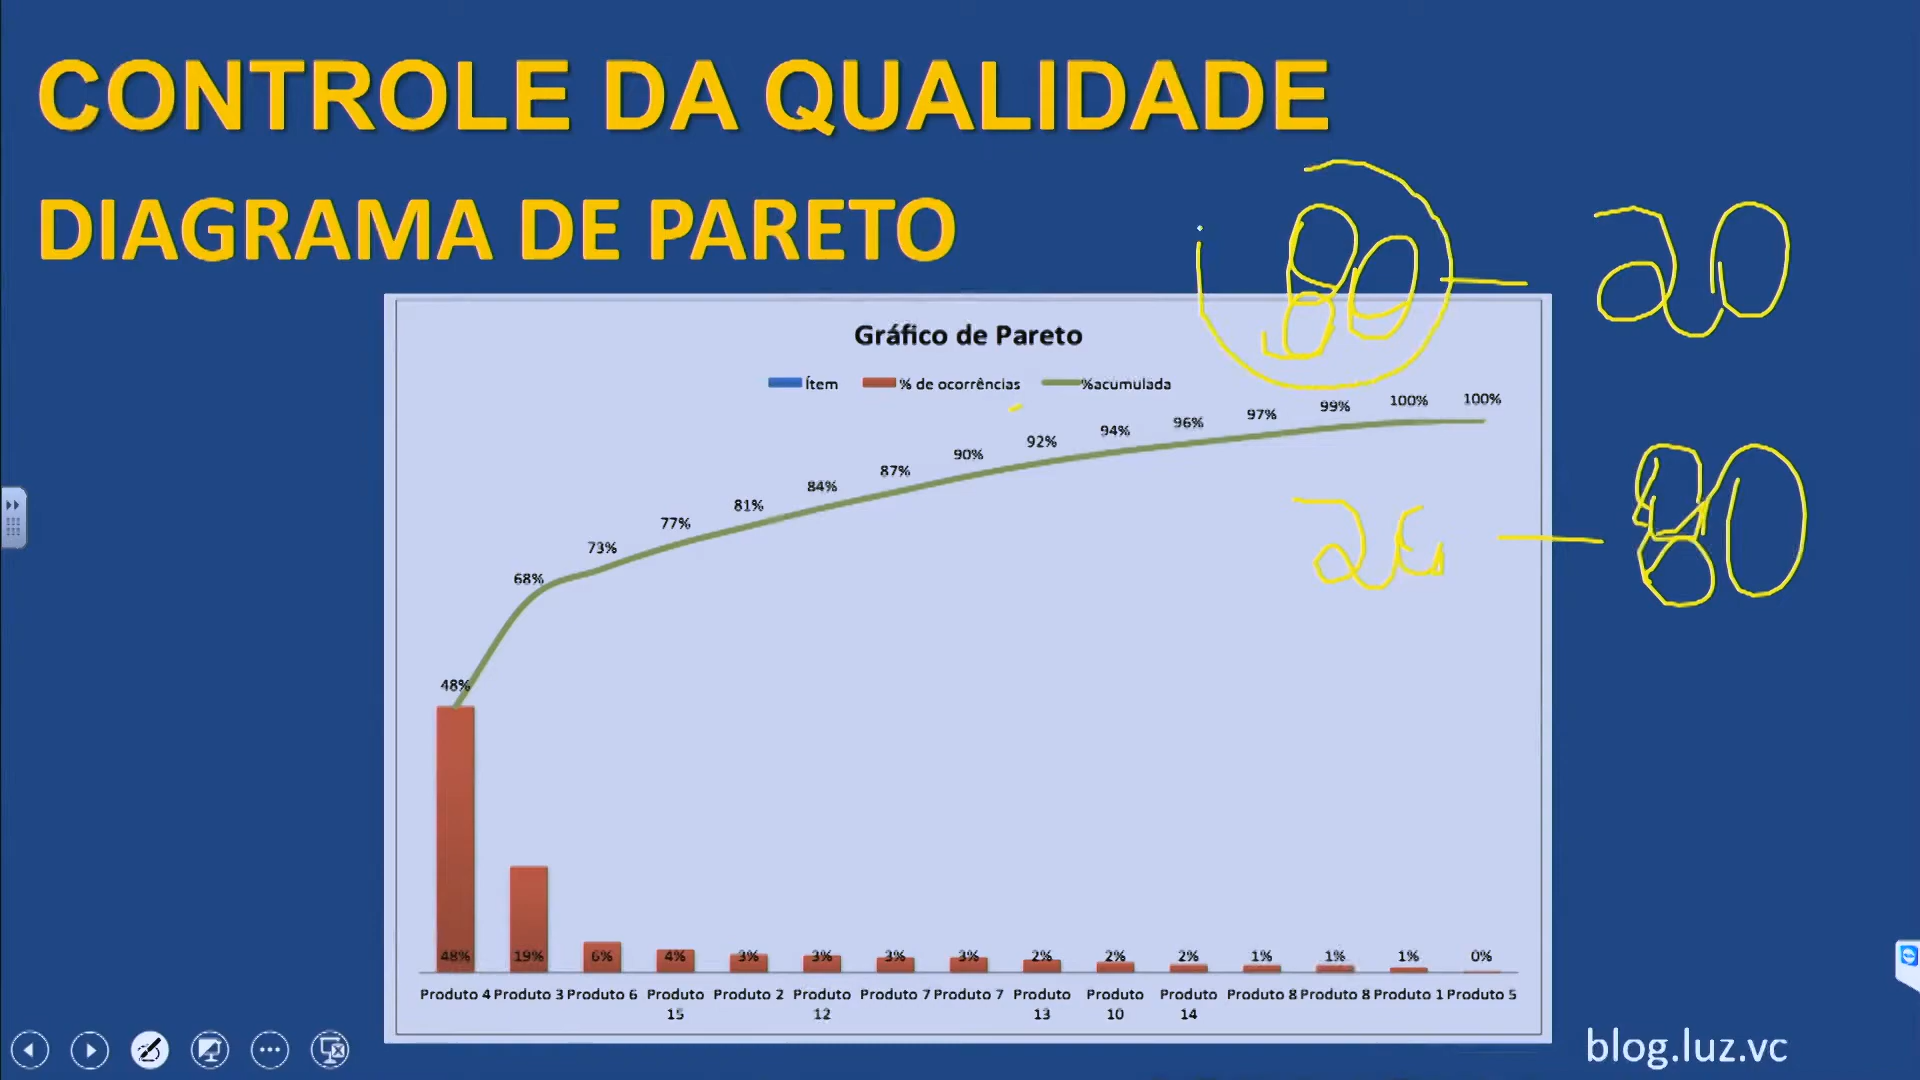 CONTROLE DA QUALIDADE
DIAGRAMA DE PARETO
80 — 20
Gráfico de Pareto
Ítem % de ocorrências %acumulada
48% 68% 73% 77% 81% 84% 87% 90% 92% 94% 96% 97% 99% 100% 100%
— 80
48% 19% 6% 4% 3% 3% 3% 3% 2% 2% 2% 1% 1% 1% 0%
Produto 4 Produto 3 Produto 6 Produto 15 Produto 2 Produto 12 Produto 7 Produto 7 Produto 13 Produto 10 Produto 14 Produto 8 Produto 8 Produto 1 Produto 5
blog.luz.vc